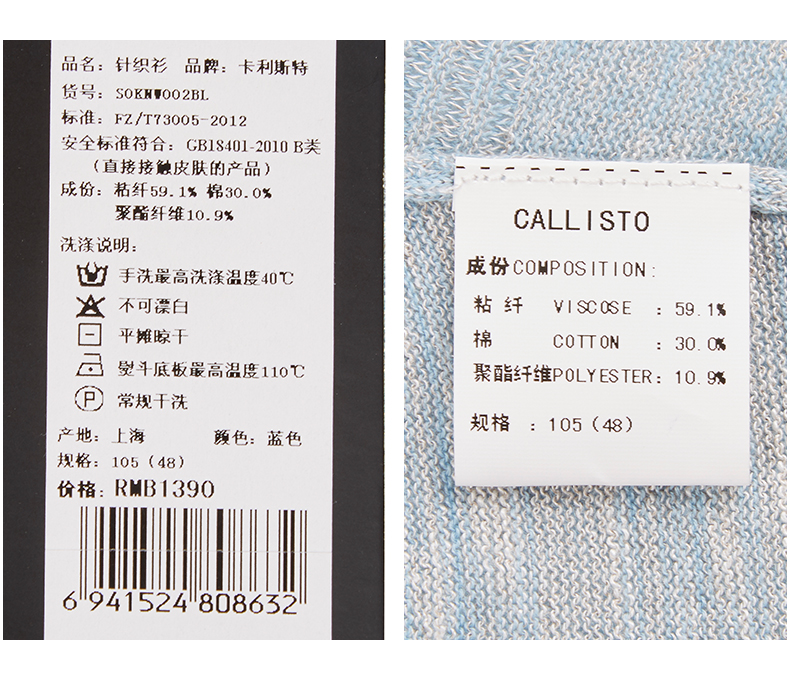 品名：针织衫 品牌：卡利斯特
货号：S0KNW002BL
标准：FZ/T73005-2012
安全标准符合：GB18401-2010 B类
（直接接触皮肤的产品）
成份：粘纤59.1% 棉30.0%
聚酯纤维10.9%
洗涤说明：
手洗最高洗涤温度40℃
不可漂白
平摊晾干
熨斗底板最高温度110℃
P 常规干洗
产地：上海 颜色：蓝色
规格：105（48）
价格：RMB1390
6 941524 808632
CALLISTO
成份COMPOSITION:
粘纤 VISCOSE : 59.1%
棉 COTTON : 30.0%
聚酯纤维POLYESTER: 10.9%
规格 : 105（48）